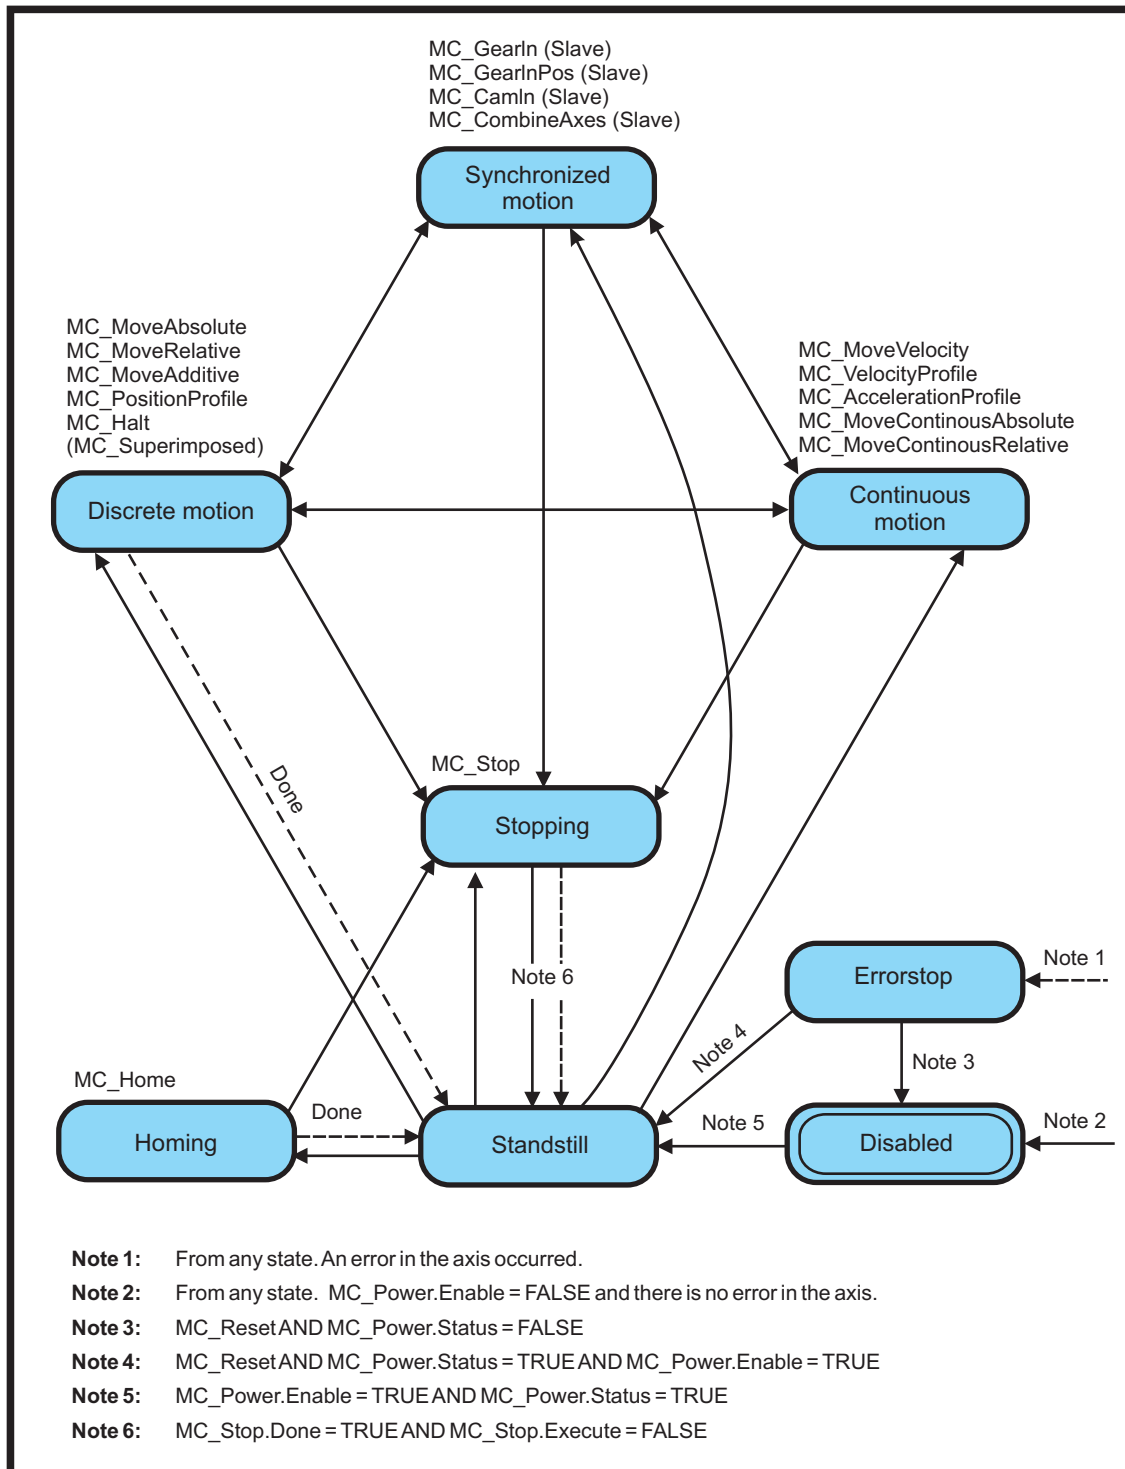 MC_GearIn (Slave)
MC_GearInPos (Slave)
MC_CamIn (Slave)
MC_CombineAxes (Slave)
Synchronized
motion
MC_MoveAbsolute
MC_MoveRelative
MC_MoveAdditive
MC_PositionProfile
MC_Halt
(MC_Superimposed)
Discrete motion
MC_MoveVelocity
MC_VelocityProfile
MC_AccelerationProfile
MC_MoveContinousAbsolute
MC_MoveContinousRelative
Continuous
motion
Done
MC_Stop
Stopping
Note 6
Errorstop
Note 1
Note 4
Note 3
MC_Home
Homing
Done
Standstill
Note 5
Disabled
Note 2
Note 1: From any state. An error in the axis occurred.
Note 2: From any state. MC_Power.Enable = FALSE and there is no error in the axis.
Note 3: MC_Reset AND MC_Power.Status = FALSE
Note 4: MC_Reset AND MC_Power.Status = TRUE AND MC_Power.Enable = TRUE
Note 5: MC_Power.Enable = TRUE AND MC_Power.Status = TRUE
Note 6: MC_Stop.Done = TRUE AND MC_Stop.Execute = FALSE